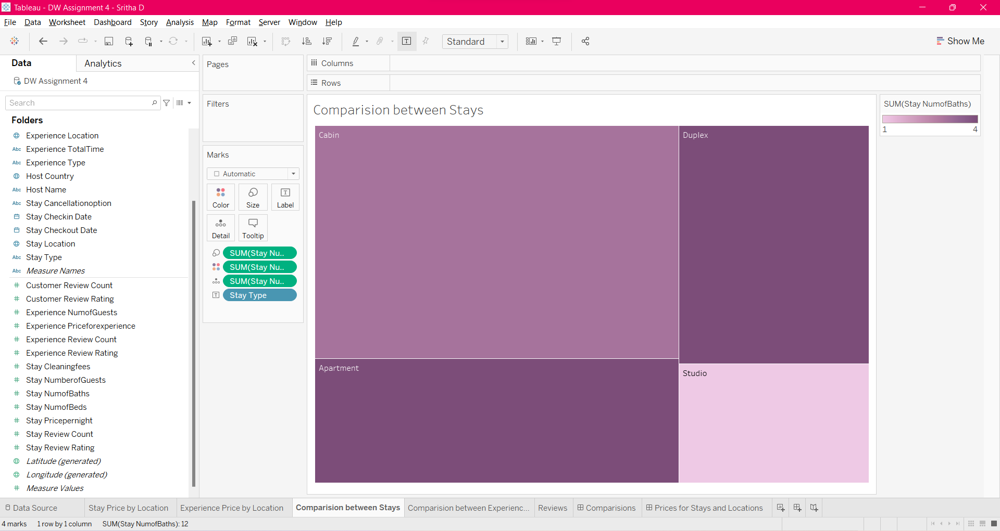 Tableau - DW Assignment 4 - Sritha D
File Data Worksheet Dashboard Story Analysis Map Format Server Window Help
Standard
Show Me
Data
Analytics
DW Assignment 4
Search
Folders
Experience Location
Abc Experience TotalTime
Abc Experience Type
Host Country
Abc Host Name
Abc Stay Cancellationoption
Stay Checkin Date
Stay Checkout Date
Stay Location
Abc Stay Type
Abc Measure Names
# Customer Review Count
# Customer Review Rating
# Experience NumofGuests
# Experience Priceforexperience
# Experience Review Count
# Experience Review Rating
# Stay Cleaningfees
# Stay NumberofGuests
# Stay NumofBaths
# Stay NumofBeds
# Stay Pricepernight
# Stay Review Count
# Stay Review Rating
Latitude (generated)
Longitude (generated)
# Measure Values
Pages
Filters
Marks
Automatic
Color Size T Label
Detail Tooltip
SUM(Stay Nu..
SUM(Stay Nu..
SUM(Stay Nu..
T Stay Type
Columns
Rows
Comparision between Stays
Cabin
Duplex
Apartment
Studio
SUM(Stay NumofBaths)
1 4
Data Source Stay Price by Location Experience Price by Location Comparision between Stays Comparision between Experienc... Reviews Comparisions Prices for Stays and Locations
4 marks 1 row by 1 column SUM(Stay NumofBaths): 12